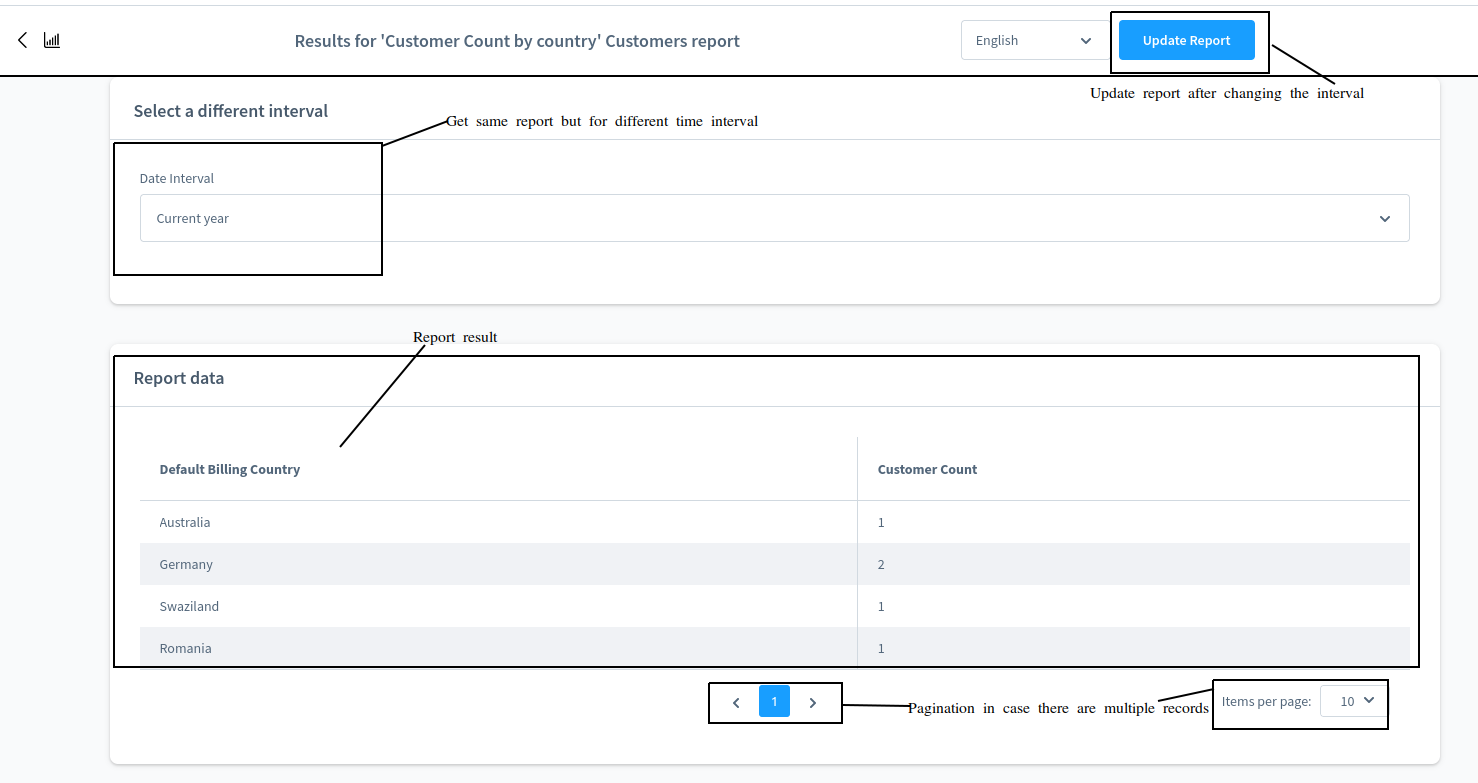 Results for 'Customer Count by country' Customers report
English
Update Report
Update report after changing the interval
Select a different interval
Get same report but for different time interval
Date Interval
Current year
Report result
Report data
Default Billing Country Customer Count
Australia 1
Germany 2
Swaziland 1
Romania 1
1
Pagination in case there are multiple records
Items per page: 10